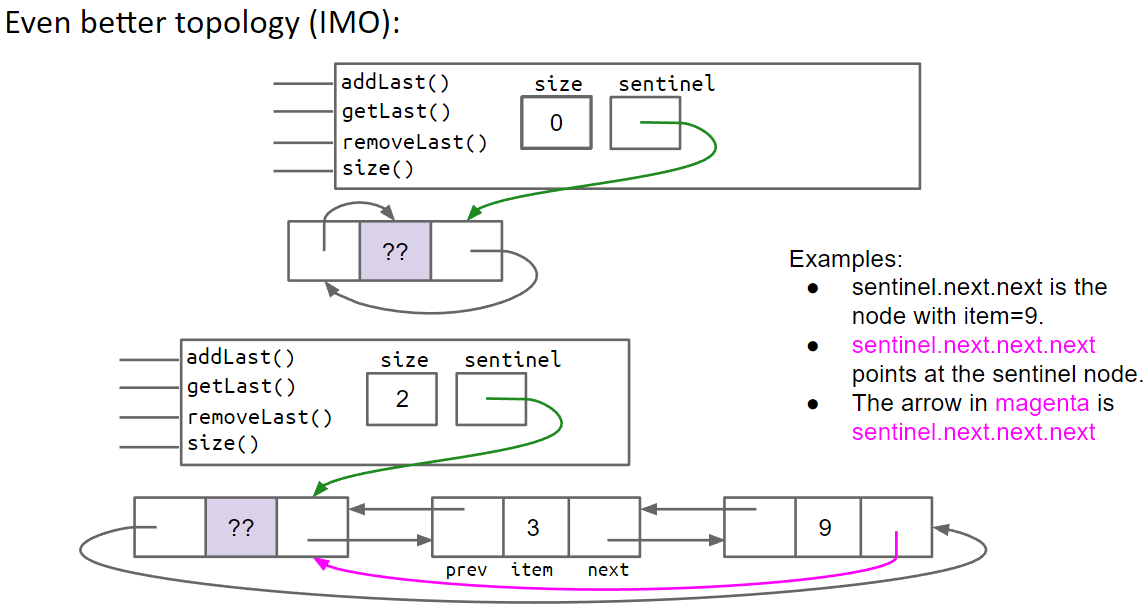 Even better topology (IMO):
addLast()
getLast()
removeLast()
size()
size
sentinel
0
??
Examples:
● sentinel.next.next is the
node with item=9.
● sentinel.next.next.next
points at the sentinel node.
● The arrow in magenta is
sentinel.next.next.next
addLast()
getLast()
removeLast()
size()
size
sentinel
2
??
3
9
prev item next